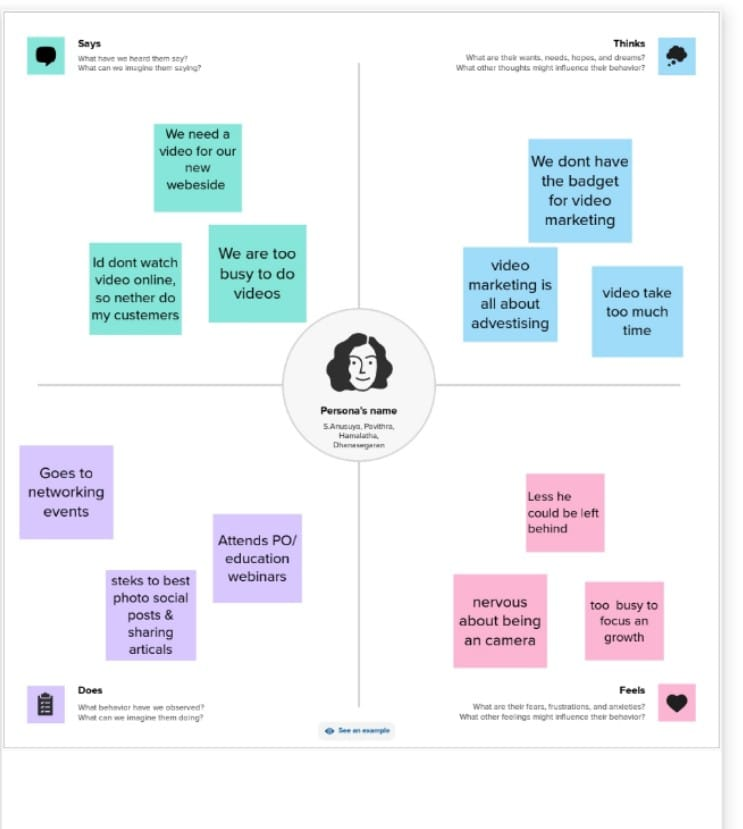 Says
What have we heard them say?
What can we imagine them saying?
Thinks
What are their wants, needs, hopes, and dreams?
What other thoughts might influence their behavior?
We need a
video for our
new
webeside
Id dont watch
video online,
so nether do
my custemers
We are too
busy to do
videos
We dont have
the badget
for video
marketing
video
marketing is
all about
advestising
video take
too much
time
Persona's name
S.Anusuya, Pavithra,
Hamalatha,
Dhanasegaran
Goes to
networking
events
Attends PO/
education
webinars
steks to best
photo social
posts &
sharing
articals
Less he
could be left
behind
nervous
about being
an camera
too busy to
focus an
growth
Does
What behavior have we observed?
What can we imagine them doing?
Feels
What are their fears, frustrations, and anxieties?
What other feelings might influence their behavior?
See an example